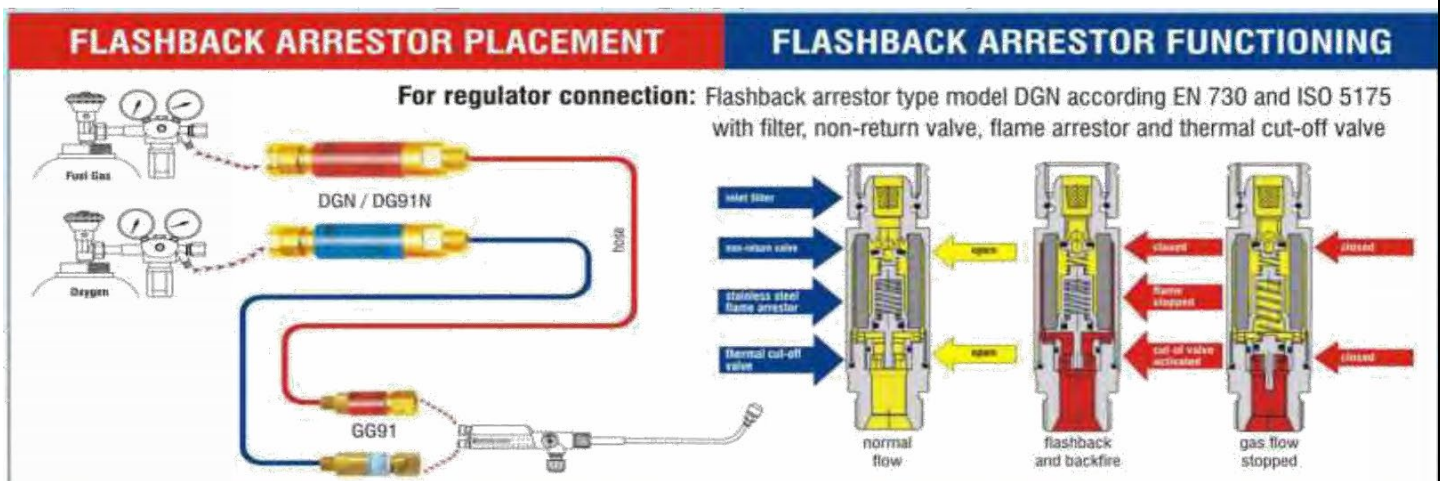 FLASHBACK ARRESTOR PLACEMENT
FLASHBACK ARRESTOR FUNCTIONING
For regulator connection: Flashback arrestor type model DGN according EN 730 and ISO 5175
with filter, non-return valve, flame arrestor and thermal cut-off valve
Fuel Gas
DGN / DG91N
Oxygen
hose
GG91
inlet filter
non-return valve
stainless steel
flame arrestor
thermal cut-off
valve
open
open
closed
flame
stopped
cut-of valve
activated
closed
closed
normal
flow
flashback
and backfire
gas flow
stopped